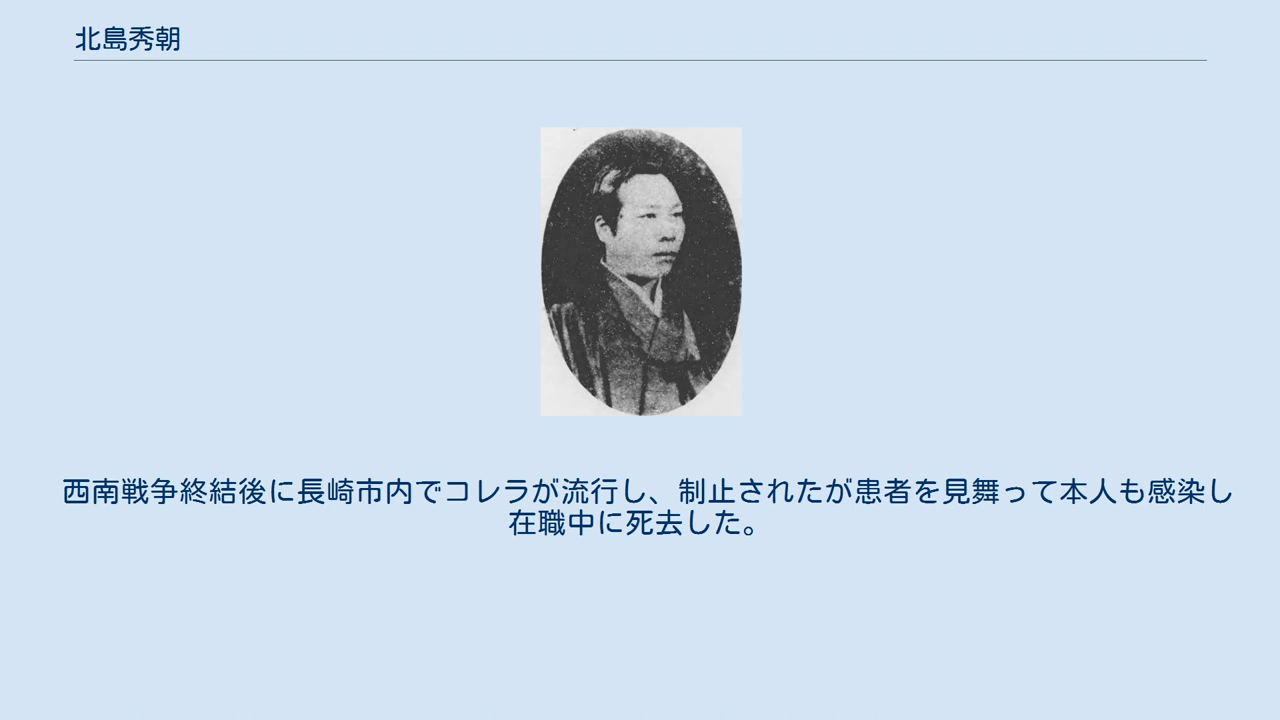 北島秀朝
西南戦争終結後に長崎市内でコレラが流行し、制止されたが患者を見舞って本人も感染し
在職中に死去した。